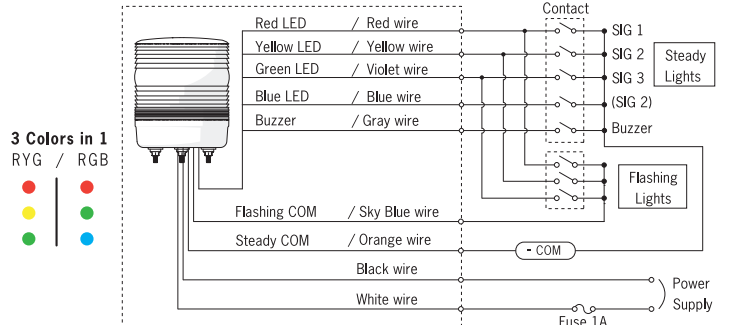 Contact
Red LED / Red wire
SIG 1
Yellow LED / Yellow wire
SIG 2
Steady
Lights
Green LED / Violet wire
SIG 3
Blue LED / Blue wire
(SIG 2)
Buzzer / Gray wire
Buzzer
3 Colors in 1
RYG / RGB
Flashing
Lights
Flashing COM / Sky Blue wire
Steady COM / Orange wire
- COM
Black wire
Power
Supply
White wire
Fuse 1A